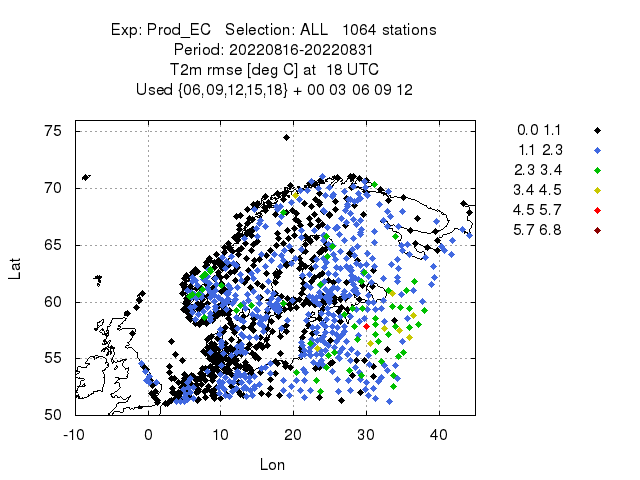 Exp: Prod_EC Selection: ALL 1064 stations
Period: 20220816-20220831
T2m rmse [deg C] at 18 UTC
Used {06,09,12,15,18} + 00 03 06 09 12
75
70
65
60
55
50
Lat
-10 0 10 20 30 40
Lon
0.0 1.1
1.1 2.3
2.3 3.4
3.4 4.5
4.5 5.7
5.7 6.8